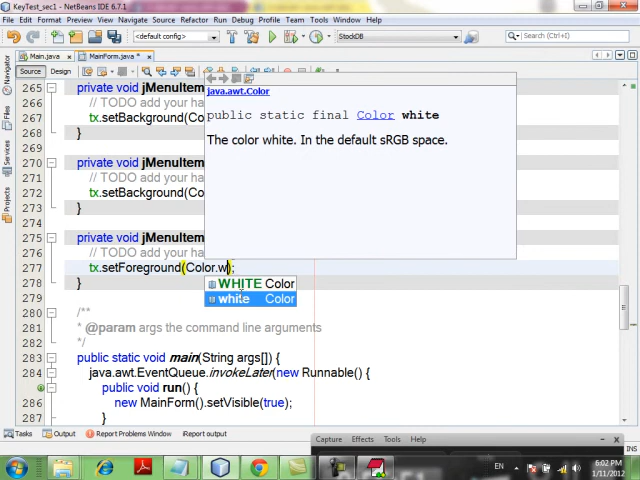 KeyTest_sec1 - NetBeans IDE 6.7.1
File Edit View Navigate Source Refactor Run Debug Profile Team Tools Window Help
<default config>
StockDB
Search (Ctrl+I)
Main.java
MainForm.java *
Source Design
Navigator
Files
Services
Projects
265 private void jMenuItem
266 // TODO add your ha
267 tx.setBackground(Co
268 }
269
270 private void jMenuItem
271 // TODO add your ha
272 tx.setBackground(Co
273 }
274
275 private void jMenuItem
276 // TODO add your ha
277 tx.setForeground(Color.w);
278 }
279
280 /**
281 * @param args the command line arguments
282 */
283 public static void main(String args[]) {
284 java.awt.EventQueue.invokeLater(new Runnable() {
public void run() {
286 new MainForm().setVisible(true);
287 }
java.awt.Color
public static final Color white
The color white. In the default sRGB space.
WHITE Color
white Color
Tasks Output Report Problems Window iReport output
INS
Capture Effects Tools
EN
6:02 PM
1/11/2012